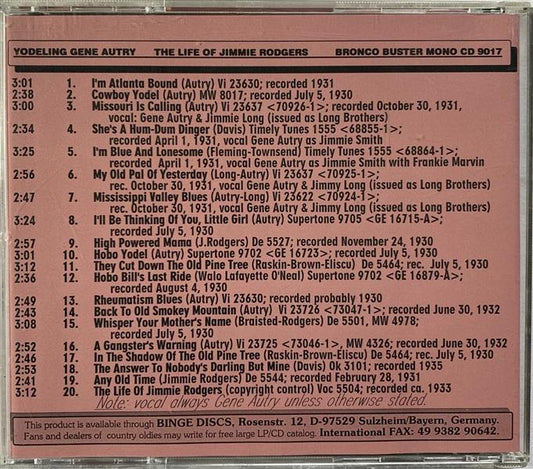 YODELING GENE AUTRY THE LIFE OF JIMMIE RODGERS BRONCO BUSTER MONO CD 9017
3:01 1. I'm Atlanta Bound (Autry) Vi 23630; recorded 1931
2:38 2. Cowboy Yodel (Autry) MW 8017; recorded July 5, 1930
3:00 3. Missouri Is Calling (Autry) Vi 23637 <70926-1>; recorded October 30, 1931,
vocal: Gene Autry & Jimmie Long (issued as Long Brothers)
2:34 4. She's A Hum-Dum Dinger (Davis) Timely Tunes 1555 <68855-1>;
recorded April 1, 1931, vocal Gene Autry as Jimmie Smith
3:25 5. I'm Blue And Lonesome (Fleming-Townsend) Timely Tunes 1555 <68864-1>;
recorded April 1, 1931, vocal Gene Autry as Jimmie Smith with Frankie Marvin
2:56 6. My Old Pal Of Yesterday (Long-Autry) Vi 23637 <70925-1>;
rec. October 30, 1931, vocal Gene Autry & Jimmy Long (issued as Long Brothers)
2:47 7. Mississippi Valley Blues (Autry-Long) Vi 23622 <70924-1>;
rec. October 30, 1931, vocal Gene Autry & Jimmy Long (issued as Long Brothers)
3:24 8. I'll Be Thinking Of You, Little Girl (Autry) Supertone 9705 <GE 16715-A>;
recorded July 5, 1930
2:57 9. High Powered Mama (J.Rodgers) De 5527; recorded November 24, 1930
3:01 10. Hobo Yodel (Autry) Supertone 9702 <GE 16723>; recorded July 5, 1930
3:12 11. They Cut Down The Old Pine Tree (Raskin-Brown-Eliscu) De 5464; rec. July 5, 1930
2:36 12. Hobo Bill's Last Ride (Walo Lafayette O'Neal) Supertone 9702 <GE 16879-A>;
recorded August 4, 1930
2:49 13. Rheumatism Blues (Autry) Vi 23630; recorded probably 1930
2:43 14. Back To Old Smokey Mountain (Autry) Vi 23726 <73047-1>; recorded June 30, 1932
3:08 15. Whisper Your Mother's Name (Braisted-Rodgers) De 5501, MW 4978;
recorded July 5, 1930
2:52 16. A Gangster's Warning (Autry) Vi 23725 <73046-1>, MW 4326; recorded June 30, 1932
2:46 17. In The Shadow Of The Old Pine Tree (Raskin-Brown-Eliscu) De 5464; rec. July 5, 1930
2:53 18. The Answer To Nobody's Darling But Mine (Davis) Ok 3101; recorded 1935
2:41 19. Any Old Time (Jimmie Rodgers) De 5544; recorded February 28, 1931
3:12 20. The Life Of Jimmie Rodgers (copyright control) Voc 5504; recorded ca. 1933
Note: vocal always Gene Autry unless otherwise stated.
This product is available through BINGE DISCS, Rosenstr. 12, D-97529 Sulzheim/Bayern, Germany.
Fans and dealers of country oldies may write for free large LP/CD catalog. International FAX: 49 9382 90642.